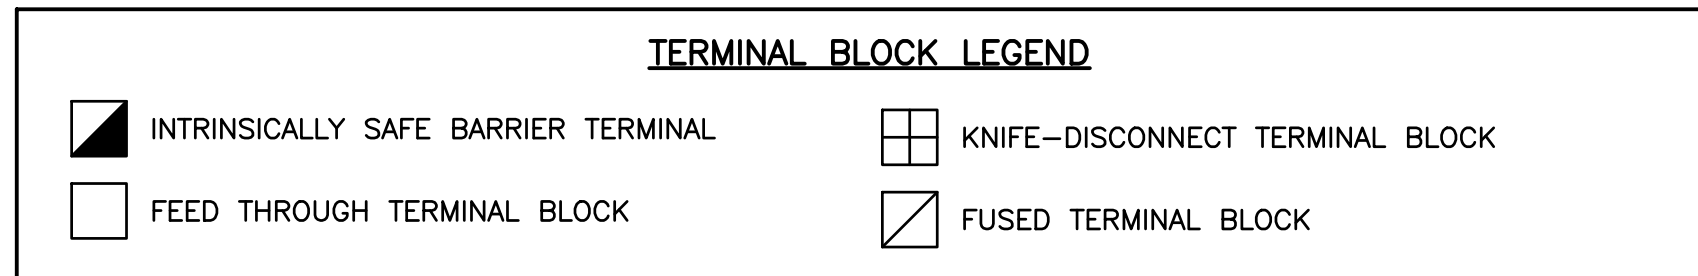 TERMINAL BLOCK LEGEND
INTRINSICALLY SAFE BARRIER TERMINAL
FEED THROUGH TERMINAL BLOCK
KNIFE-DISCONNECT TERMINAL BLOCK
FUSED TERMINAL BLOCK